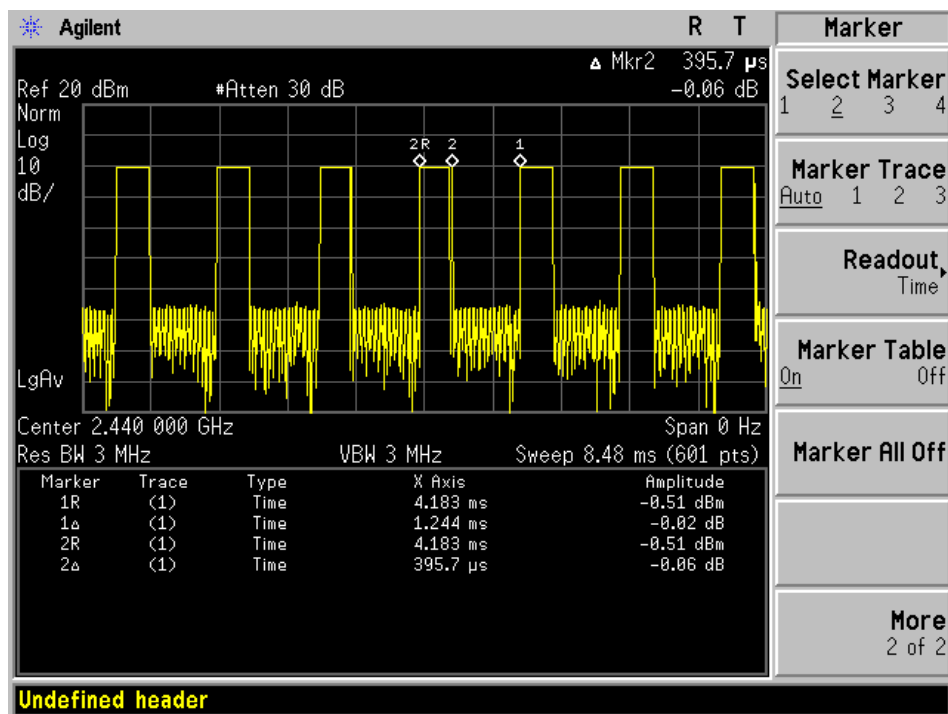 Agilent R T Marker
Δ Mkr2 395.7 µs
Ref 20 dBm #Atten 30 dB -0.06 dB
Select Marker
1 2 3 4
Norm
Log
10
dB/
2R 2 1
Marker Trace
Auto 1 2 3
Readout
Time
Marker Table
On Off
LgAv
Center 2.440 000 GHz Span 0 Hz
Res BW 3 MHz VBW 3 MHz Sweep 8.48 ms (601 pts)
Marker All Off
Marker Trace Type X Axis Amplitude
1R (1) Time 4.183 ms -0.51 dBm
1Δ (1) Time 1.244 ms -0.02 dB
2R (1) Time 4.183 ms -0.51 dBm
2Δ (1) Time 395.7 µs -0.06 dB
More
2 of 2
Undefined header